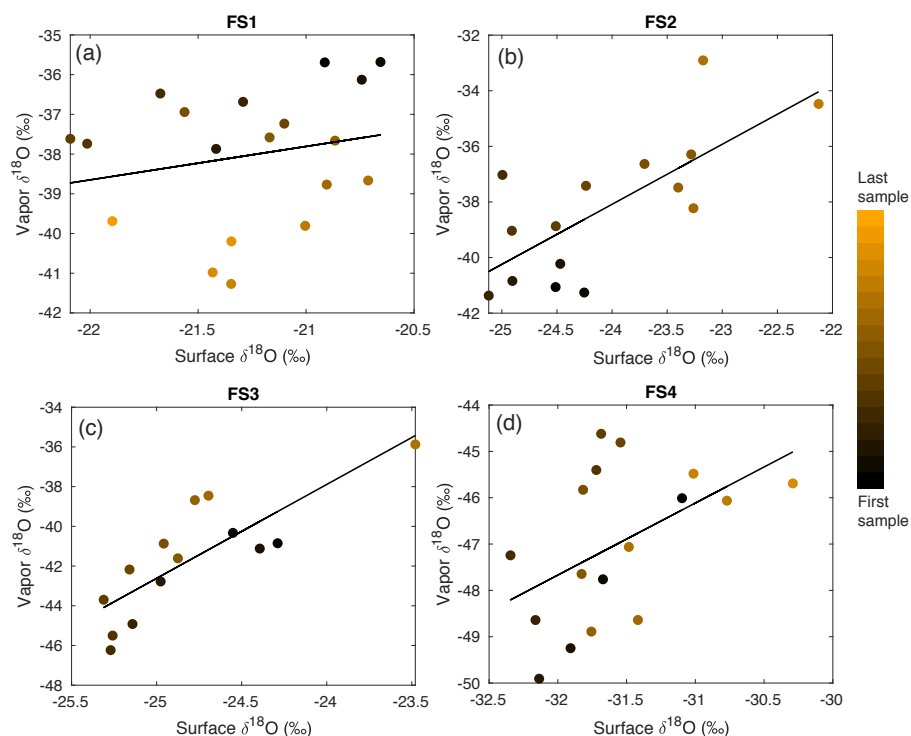 FS1
(a)
-35
-36
-37
-38
-39
-40
-41
-42
Vapor δ18O (‰)
-22
-21.5
-21
-20.5
Surface δ18O (‰)
FS2
(b)
-32
-34
-36
-38
-40
-42
Vapor δ18O (‰)
-25
-24.5
-24
-23.5
-23
-22.5
-22
Surface δ18O (‰)
Last
sample
First
sample
FS3
(c)
-34
-36
-38
-40
-42
-44
-46
-48
Vapor δ18O (‰)
-25.5
-25
-24.5
-24
-23.5
Surface δ18O (‰)
FS4
(d)
-44
-45
-46
-47
-48
-49
-50
Vapor δ18O (‰)
-32.5
-32
-31.5
-31
-30.5
-30
Surface δ18O (‰)